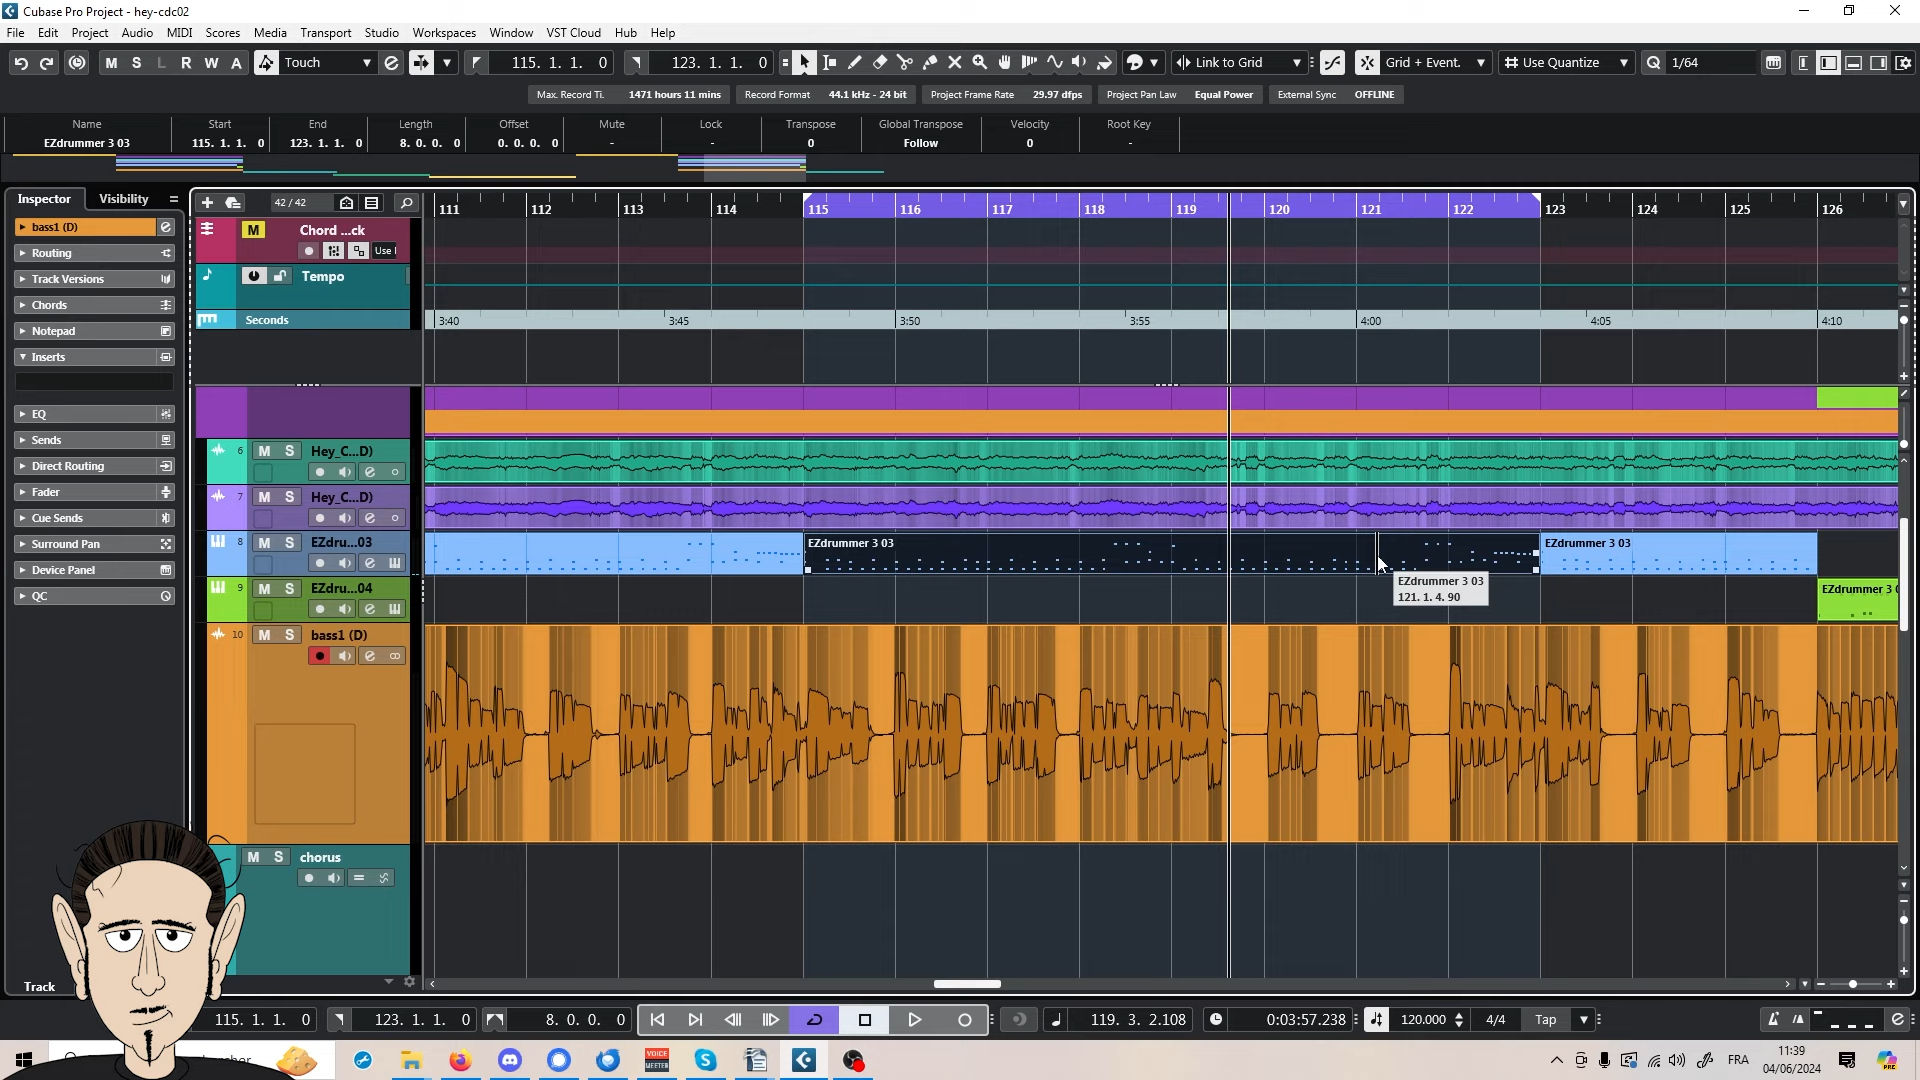 Cubase Pro Project - hey-cdc02
File Edit Project Audio MIDI Scores Media Transport Studio Workspaces Window VST Cloud Hub Help
M S L R W A Touch 115. 1. 1. 0 123. 1. 1. 0 Link to Grid Grid + Event. Use Quantize Q 1/64
Max. Record Ti. 1471 hours 11 mins Record Format 44.1 kHz - 24 bit Project Frame Rate 29.97 dfps Project Pan Law Equal Power External Sync OFFLINE
Name Start End Length Offset Mute Lock Transpose Global Transpose Velocity Root Key
EZdrummer 3 03 115. 1. 1. 0 123. 1. 1. 0 8. 0. 0. 0 0. 0. 0. 0 - - 0 Follow 0 -
Inspector Visibility 42 / 42
111 112 113 114 115 116 117 118 119 120 121 122 123 124 125 126
bass1 (D)
Routing
Track Versions
Chords
Notepad
Inserts
EQ
Sends
Direct Routing
Fader
Cue Sends
Surround Pan
Device Panel
QC
Track
M Chord ...ck
Use
Tempo
Seconds 3:40 3:45 3:50 3:55 4:00 4:05 4:10
6 M S Hey_C...D)
7 M S Hey_C...D)
8 EZdru...03 EZdrummer 3 03 EZdrummer 3 03
M S
EZdrummer 3 03
121. 1. 4. 90
9 EZdru...04 EZdrummer 3
M S
10 M S bass1 (D)
M S chorus
115. 1. 1. 0 123. 1. 1. 0 8. 0. 0. 0 119. 3. 2.108 0:03:57.238 120.000 4/4 Tap
VOICE
MEETER
FRA
11:39
04/06/2024
PRE